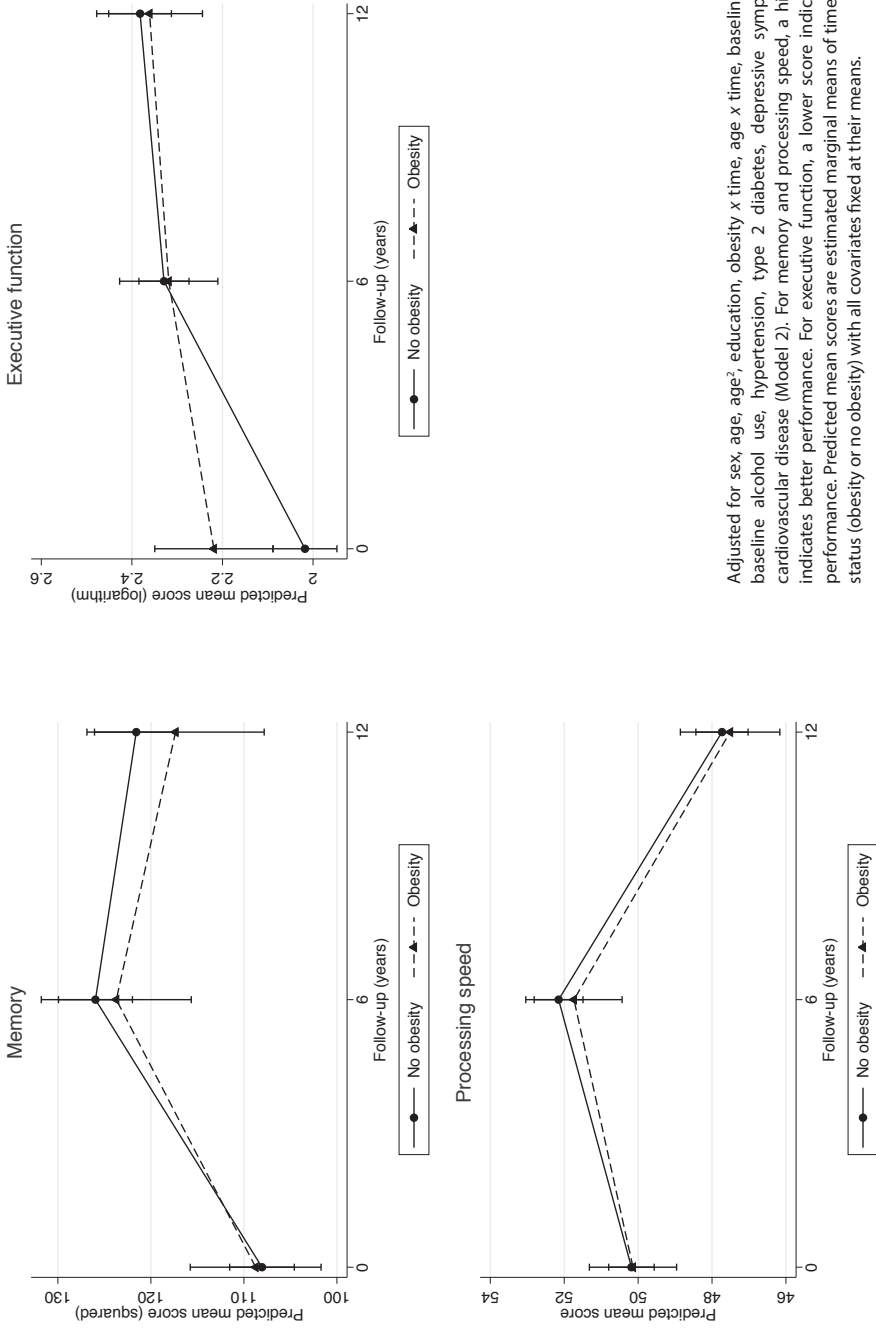 Memory
Predicted mean score (squared)
130
120
110
100
0
6
12
Follow-up (years)
No obesity
Obesity
Executive function
Predicted mean score (logarithm)
2.6
2.4
2.2
2
0
6
12
Follow-up (years)
No obesity
Obesity
Processing speed
Predicted mean score
54
52
50
48
46
0
6
12
Follow-up (years)
No obesity
Obesity
Adjusted for sex, age, age², education, obesity x time, age x time, baselin
baseline alcohol use, hypertension, type 2 diabetes, depressive symp
cardiovascular disease (Model 2). For memory and processing speed, a hi
indicates better performance. For executive function, a lower score indic
performance. Predicted mean scores are estimated marginal means of time
status (obesity or no obesity) with all covariates fixed at their means.